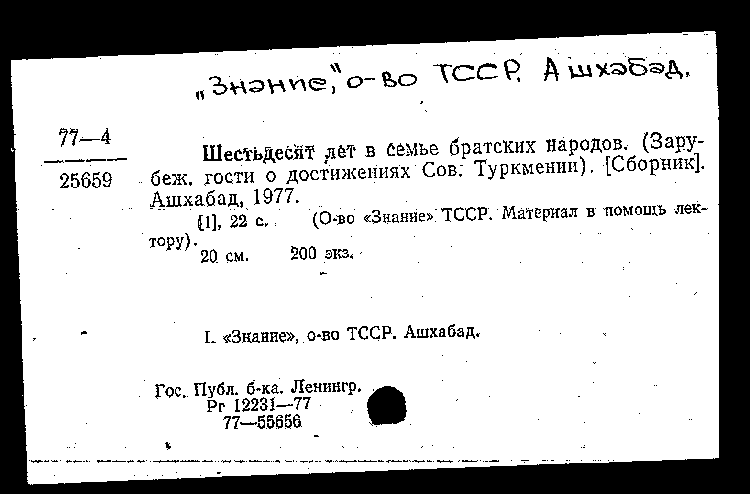 „Знание,“ о-во ТССР. Ашхабад.
77—4
25659
Шестьдесят лет в семье братских народов. (Зару-
беж. гости о достижениях Сов. Туркмении). [Сборник].
Ашхабад, 1977.
[1], 22 с. (О-во «Знание» ТССР. Материал в помощь лек-
тору).
20 см. 200 экз.
I. «Знание», о-во ТССР. Ашхабад.
Гос. Публ. б-ка. Ленингр.
Рг 12231—77
77—55656